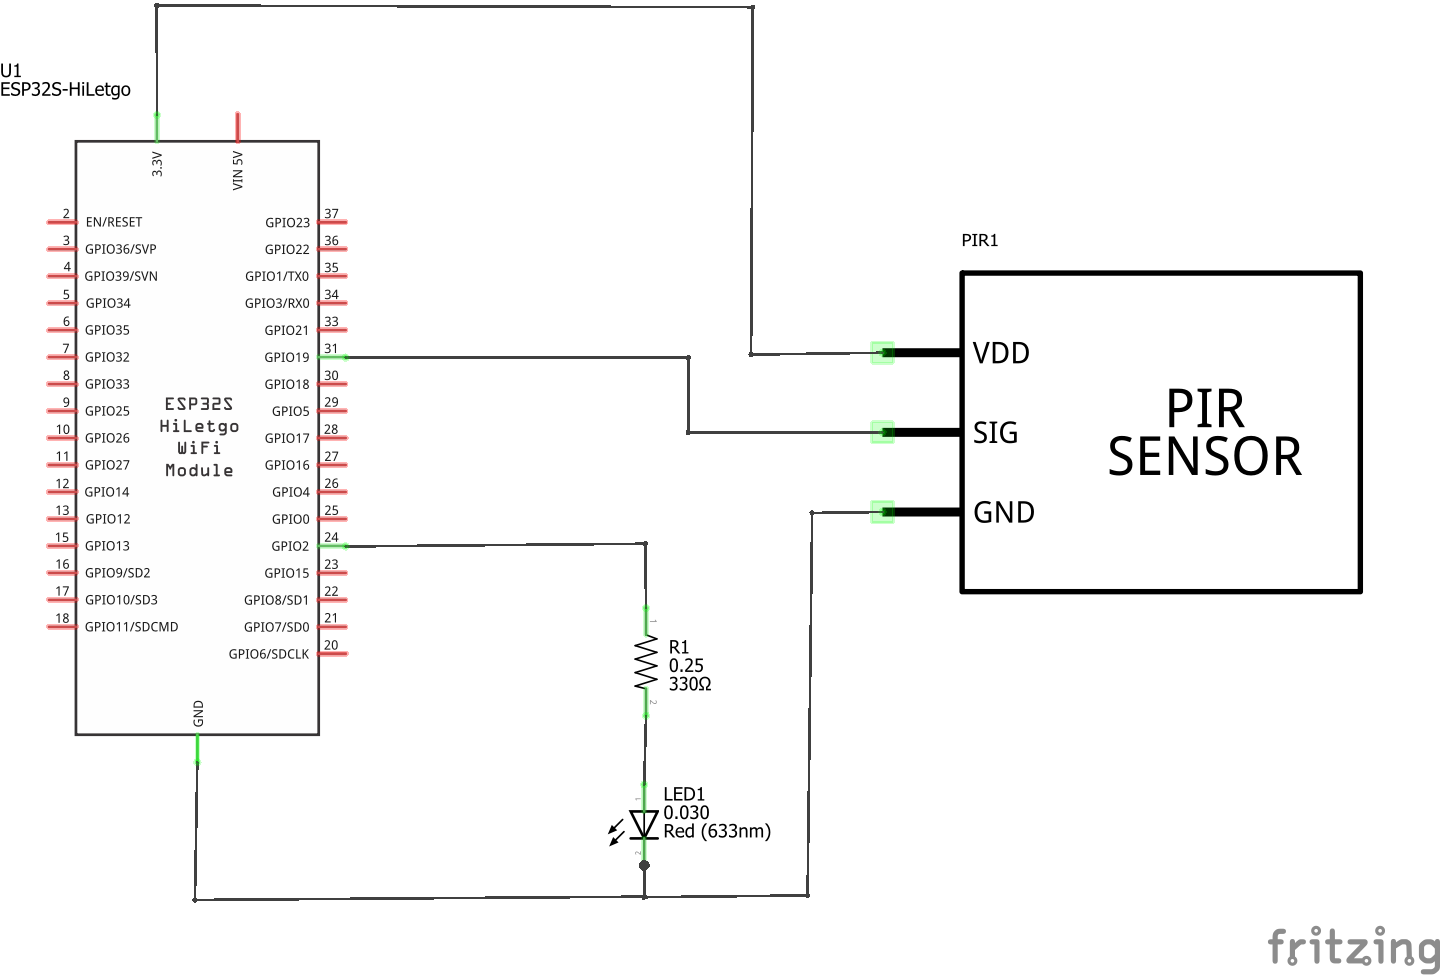 U1
ESP32S-HiLetgo
3.3V
VIN 5V
2 EN/RESET
3 GPIO36/SVP
4 GPIO39/SVN
5 GPIO34
6 GPIO35
7 GPIO32
8 GPIO33
9 GPIO25
10 GPIO26
11 GPIO27
12 GPIO14
13 GPIO12
15 GPIO13
16 GPIO9/SD2
17 GPIO10/SD3
18 GPIO11/SDCMD
ESP32S
HiLetgo
WiFi
Module
GPIO23 37
GPIO22 36
GPIO1/TX0 35
GPIO3/RX0 34
GPIO21 33
GPIO19 31
GPIO18 30
GPIO5 29
GPIO17 28
GPIO16 27
GPIO4 26
GPIO0 25
GPIO2 24
GPIO15 23
GPIO8/SD1 22
GPIO7/SD0 21
GPIO6/SDCLK 20
GND
PIR1
VDD
SIG
GND
PIR
SENSOR
1
R1
0.25
330Ω
2
1
LED1
0.030
Red (633nm)
2
fritzing